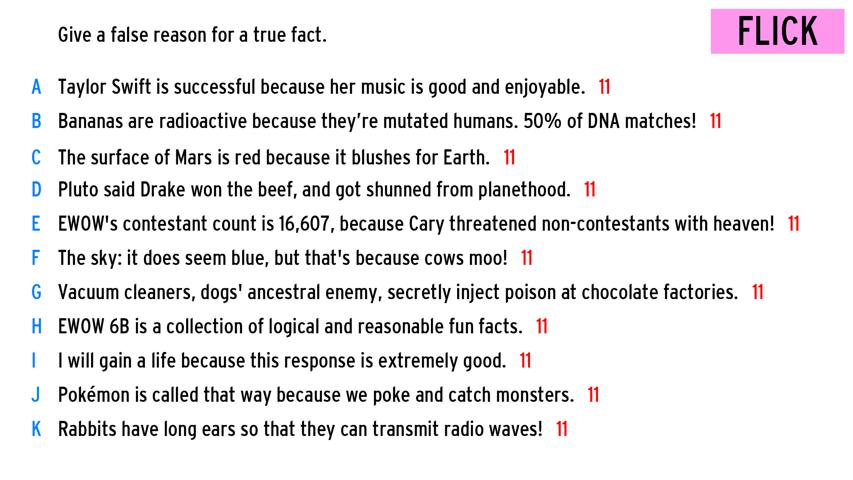 Give a false reason for a true fact.
FLICK
A Taylor Swift is successful because her music is good and enjoyable. 11
B Bananas are radioactive because they’re mutated humans. 50% of DNA matches! 11
C The surface of Mars is red because it blushes for Earth. 11
D Pluto said Drake won the beef, and got shunned from planethood. 11
E EWOW's contestant count is 16,607, because Cary threatened non-contestants with heaven! 11
F The sky: it does seem blue, but that's because cows moo! 11
G Vacuum cleaners, dogs' ancestral enemy, secretly inject poison at chocolate factories. 11
H EWOW 6B is a collection of logical and reasonable fun facts. 11
I I will gain a life because this response is extremely good. 11
J Pokémon is called that way because we poke and catch monsters. 11
K Rabbits have long ears so that they can transmit radio waves! 11